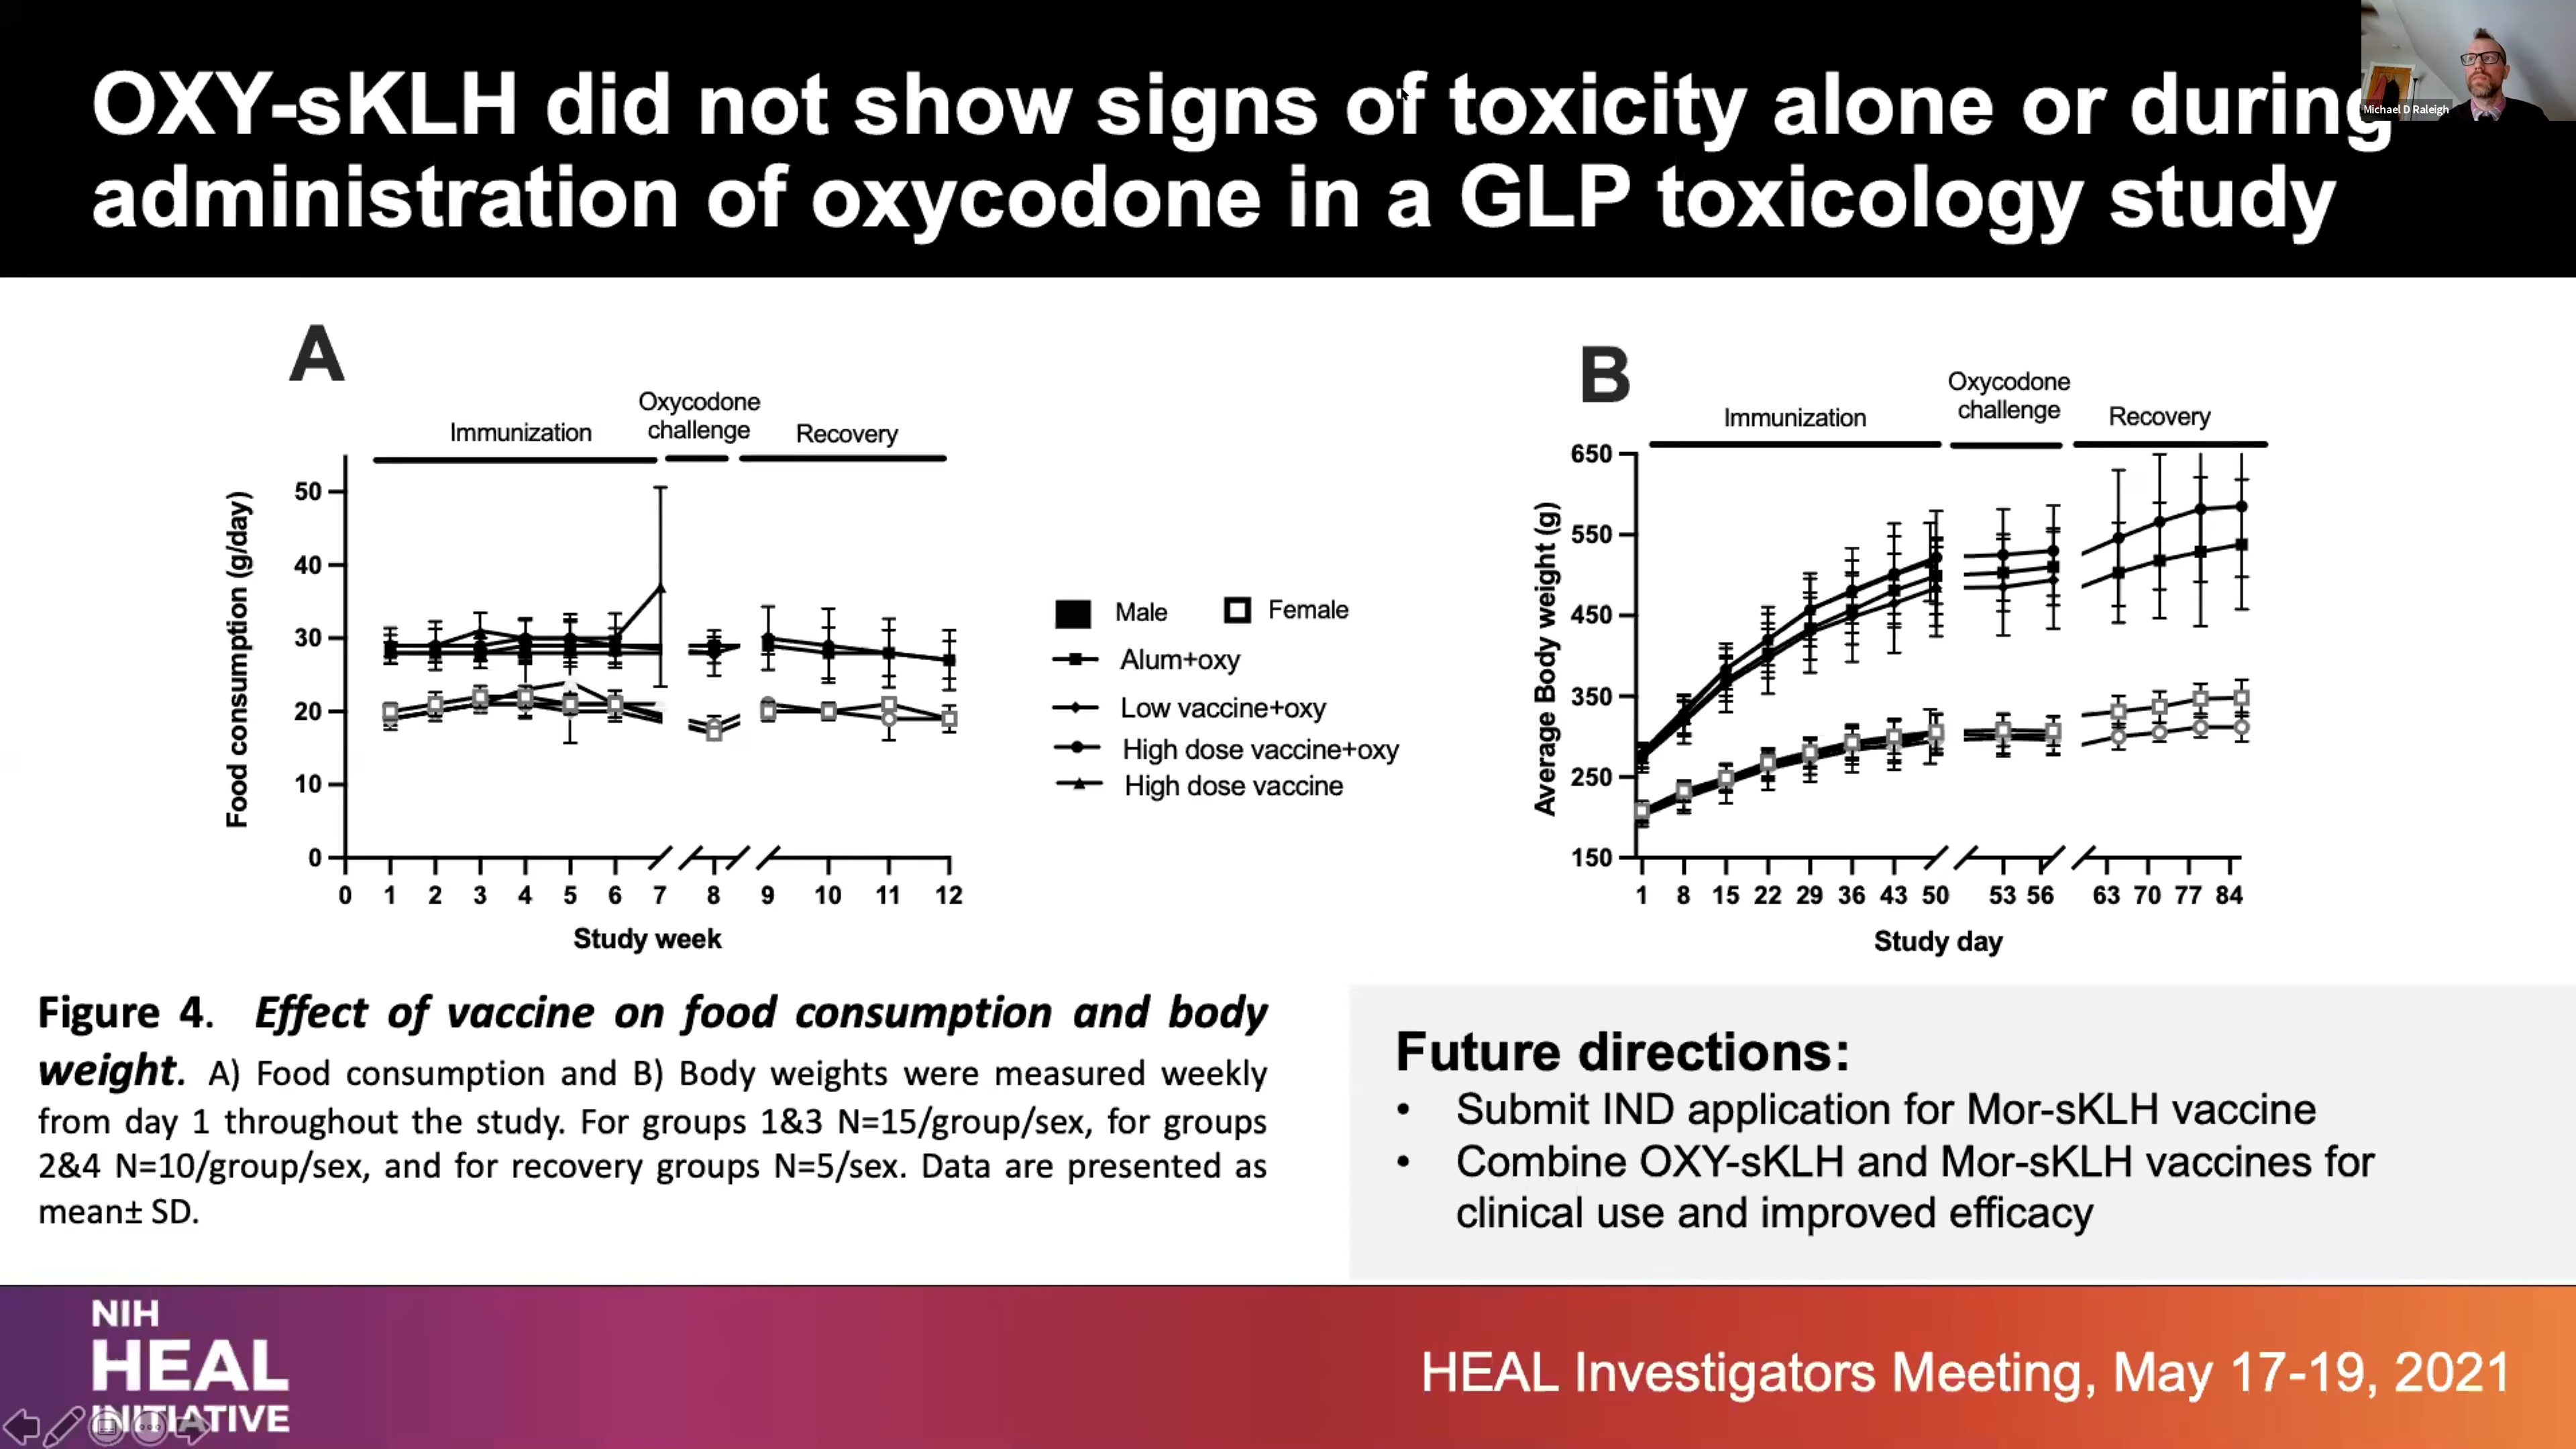 OXY-sKLH did not show signs of toxicity alone or during
administration of oxycodone in a GLP toxicology study
Michael D Raleigh
A
Immunization
Oxycodone
challenge
Recovery
Food consumption (g/day)
50
40
30
20
10
0
0 1 2 3 4 5 6 7 8 9 10 11 12
Study week
Male
Female
Alum+oxy
Low vaccine+oxy
High dose vaccine+oxy
High dose vaccine
B
Immunization
Oxycodone
challenge
Recovery
Average Body weight (g)
650
550
450
350
250
150
1 8 15 22 29 36 43 50 53 56 63 70 77 84
Study day
Figure 4. Effect of vaccine on food consumption and body
weight. A) Food consumption and B) Body weights were measured weekly
from day 1 throughout the study. For groups 1&3 N=15/group/sex, for groups
2&4 N=10/group/sex, and for recovery groups N=5/sex. Data are presented as
mean± SD.
Future directions:
• Submit IND application for Mor-sKLH vaccine
• Combine OXY-sKLH and Mor-sKLH vaccines for
clinical use and improved efficacy
NIH
HEAL
INITIATIVE
HEAL Investigators Meeting, May 17-19, 2021